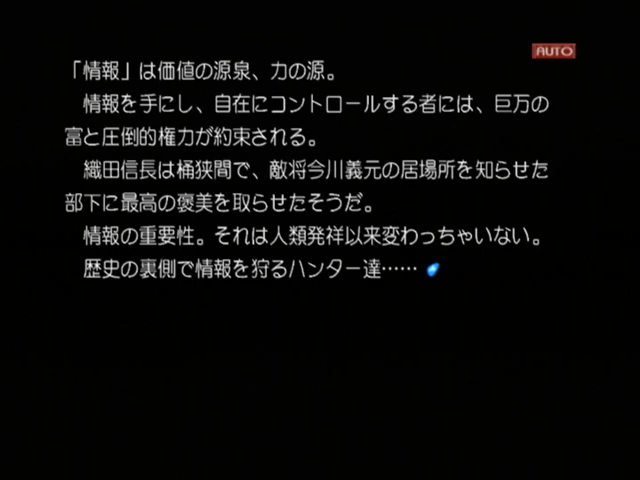 AUTO
「情報」は価値の源泉、力の源。
情報を手にし、自在にコントロールする者には、巨万の
富と圧倒的権力が約束される。
織田信長は桶狭間で、敵将今川義元の居場所を知らせた
部下に最高の褒美を取らせたそうだ。
情報の重要性。それは人類発祥以来変わっちゃいない。
歴史の裏側で情報を狩るハンター達……